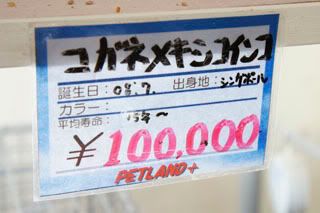 コガネメキシコインコ
誕生日：08.7. 出身地：シンガポール
カラー：
平均寿命： 15年〜
¥100,000
PETLAND+